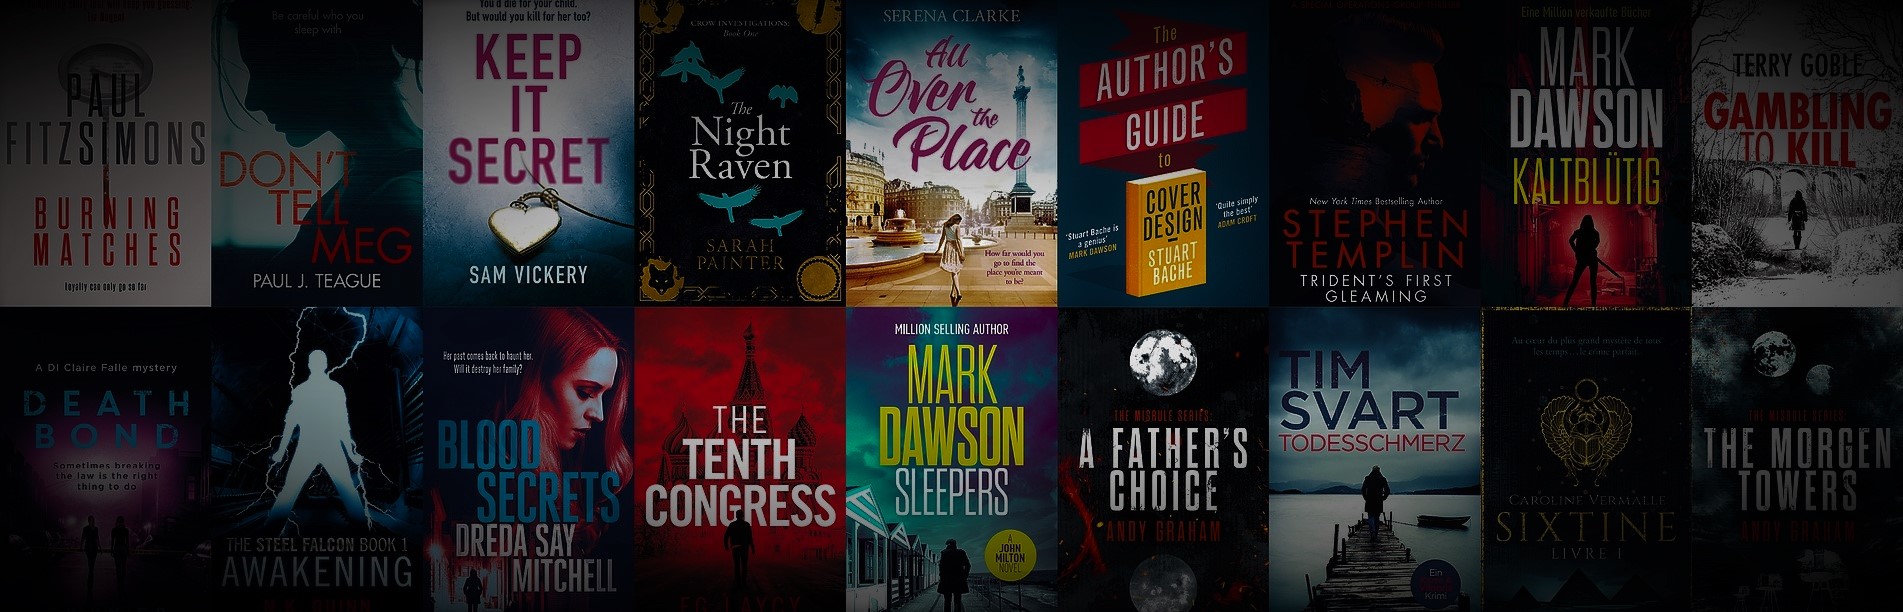 PAUL
FITZSIMONS
BURNING
MATCHES
loyalty can only go so far
Be careful who you
sleep with
DON'T
TELL
MEG
PAUL J. TEAGUE
You'd die for your child.
But would you kill for her too?
KEEP
IT
SECRET
SAM VICKERY
CROW INVESTIGATIONS:
Book One
The
Night
Raven
SARAH
PAINTER
SERENA CLARKE
All
Over
the
Place
How far would you
go to find the
place you're meant
to be?
The
AUTHOR'S
GUIDE
to
COVER
DESIGN
STUART
BACHE
'Stuart Bache is
a genius'
MARK DAWSON
'Quite simply
the best'
ADAM CROFT
New York Times Bestselling Author
STEPHEN
TEMPLIN
TRIDENT'S FIRST
GLEAMING
Eine Million verkaufte Bücher
MARK
DAWSON
KALTBLÜTIG
TERRY GOBLE
GAMBLING
TO KILL
A DI Claire Falle mystery
DEATH
BOND
Sometimes breaking
the law is the right
thing to do
THE STEEL FALCON BOOK 1
AWAKENING
Her past comes back to haunt her.
Will it destroy her family?
BLOOD
SECRETS
DREDA SAY
MITCHELL
THE
TENTH
CONGRESS
MILLION SELLING AUTHOR
MARK
DAWSON
SLEEPERS
A
JOHN
MILTON
NOVEL
THE MISRULE SERIES:
A FATHER'S
CHOICE
ANDY GRAHAM
TIM
SVART
TODESSCHMERZ
Ein
Krimi
Au cœur du plus grand mystère de tous
les temps... le crime parfait.
CAROLINE VERMALLE
SIXTINE
LIVRE I
THE MISRULE SERIES:
THE MORGEN
TOWERS
ANDY GRAHAM